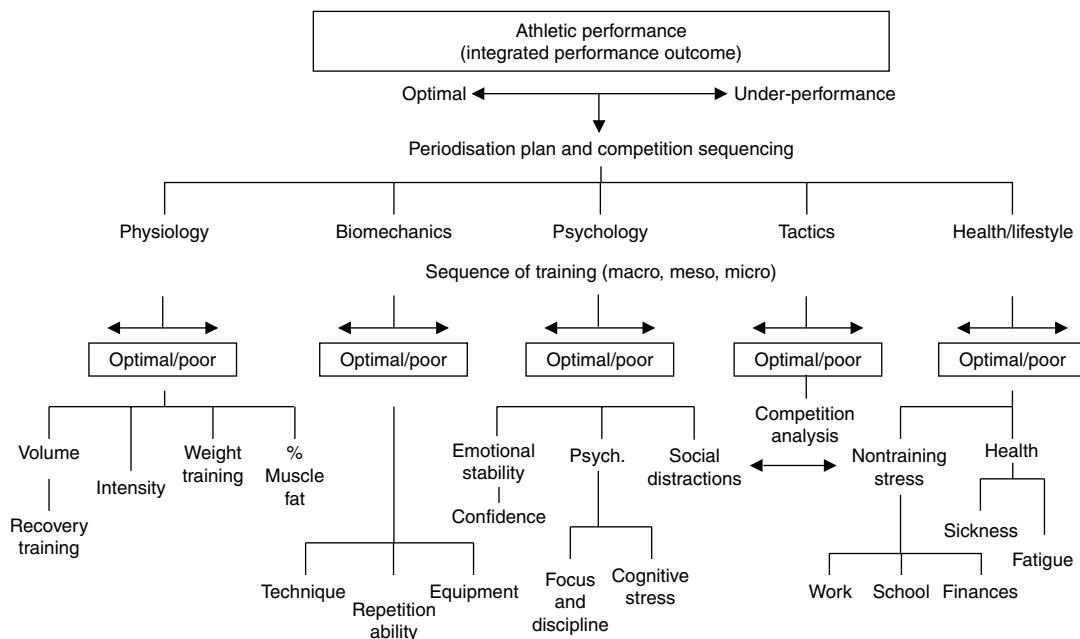 Athletic performance
(integrated performance outcome)
Optimal
Under-performance
Periodisation plan and competition sequencing
Physiology
Biomechanics
Psychology
Tactics
Health/lifestyle
Sequence of training (macro, meso, micro)
Optimal/poor
Optimal/poor
Optimal/poor
Optimal/poor
Optimal/poor
Volume
Recovery
training
Intensity
Weight
training
%
Muscle
fat
Technique
Repetition
ability
Equipment
Emotional
stability
Confidence
Psych.
Focus
and
discipline
Cognitive
stress
Social
distractions
Competition
analysis
Nontraining
stress
Work
School
Finances
Health
Sickness
Fatigue